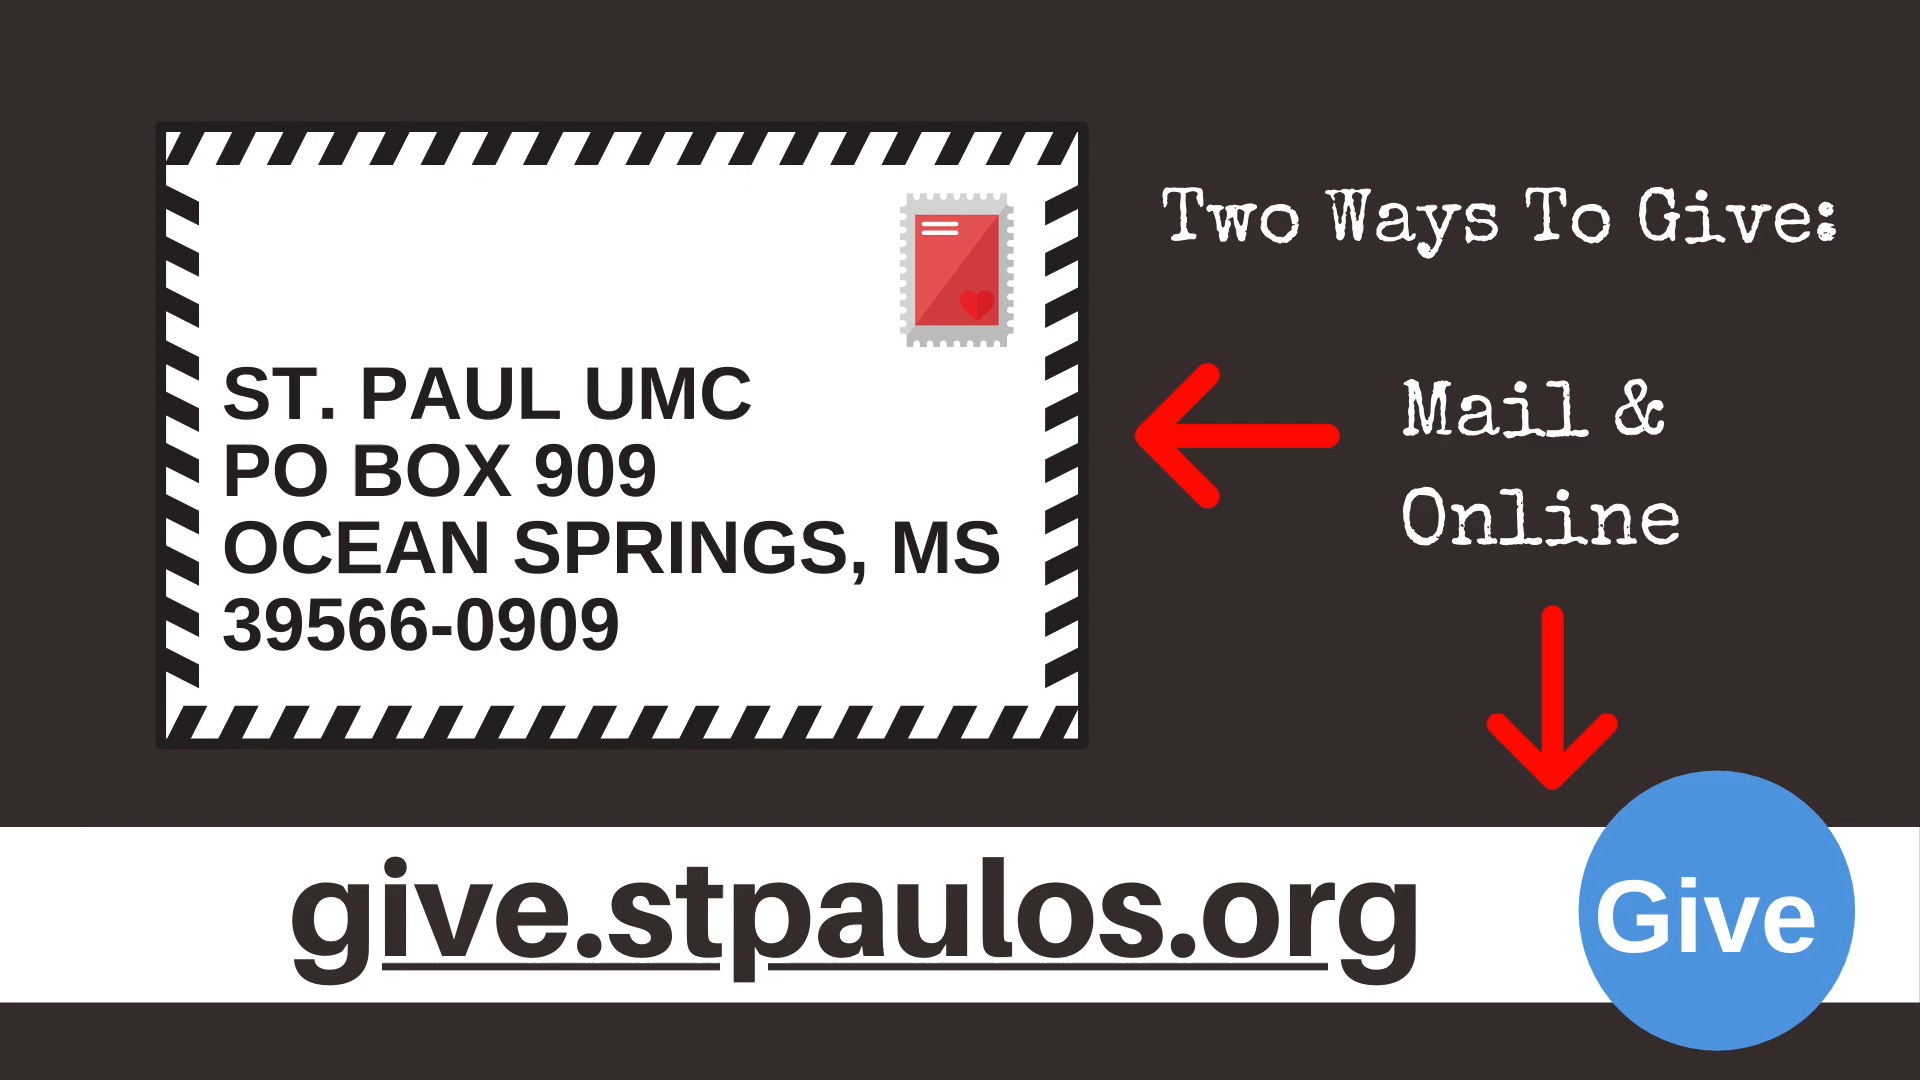 Two Ways To Give:
ST. PAUL UMC
PO BOX 909
OCEAN SPRINGS, MS
39566-0909
Mail &
Online
give.stpaulos.org
Give